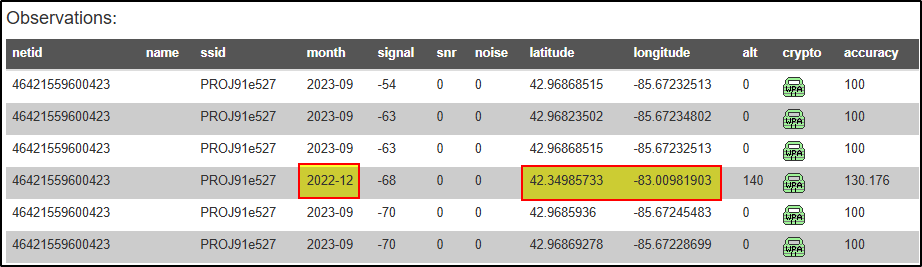 Observations:
netid name ssid month signal snr noise latitude longitude alt crypto accuracy
46421559600423 PROJ91e527 2023-09 -54 0 0 42.96868515 -85.67232513 0 WPA 100
46421559600423 PROJ91e527 2023-09 -63 0 0 42.96823502 -85.67234802 0 WPA 100
46421559600423 PROJ91e527 2023-09 -63 0 0 42.96868515 -85.67232513 0 WPA 100
46421559600423 PROJ91e527 2022-12 -68 0 0 42.34985733 -83.00981903 140 WPA 130.176
46421559600423 PROJ91e527 2023-09 -70 0 0 42.9685936 -85.67245483 0 WPA 100
46421559600423 PROJ91e527 2023-09 -70 0 0 42.96869278 -85.67228699 0 WPA 100